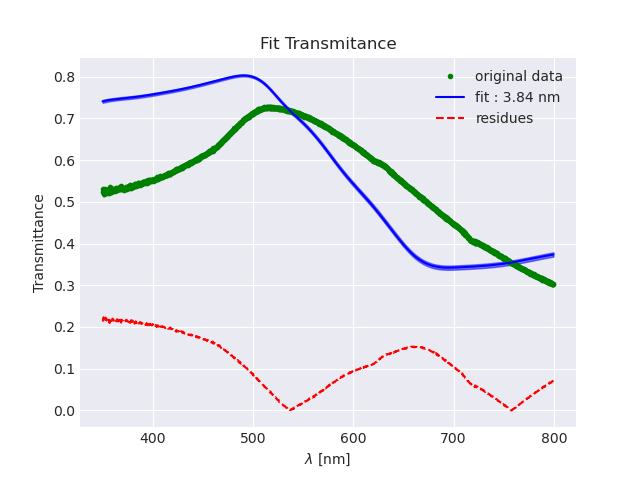 Fit Transmitance
original data
fit : 3.84 nm
residues
Transmittance
0.8
0.7
0.6
0.5
0.4
0.3
0.2
0.1
0.0
400 500 600 700 800
λ [nm]